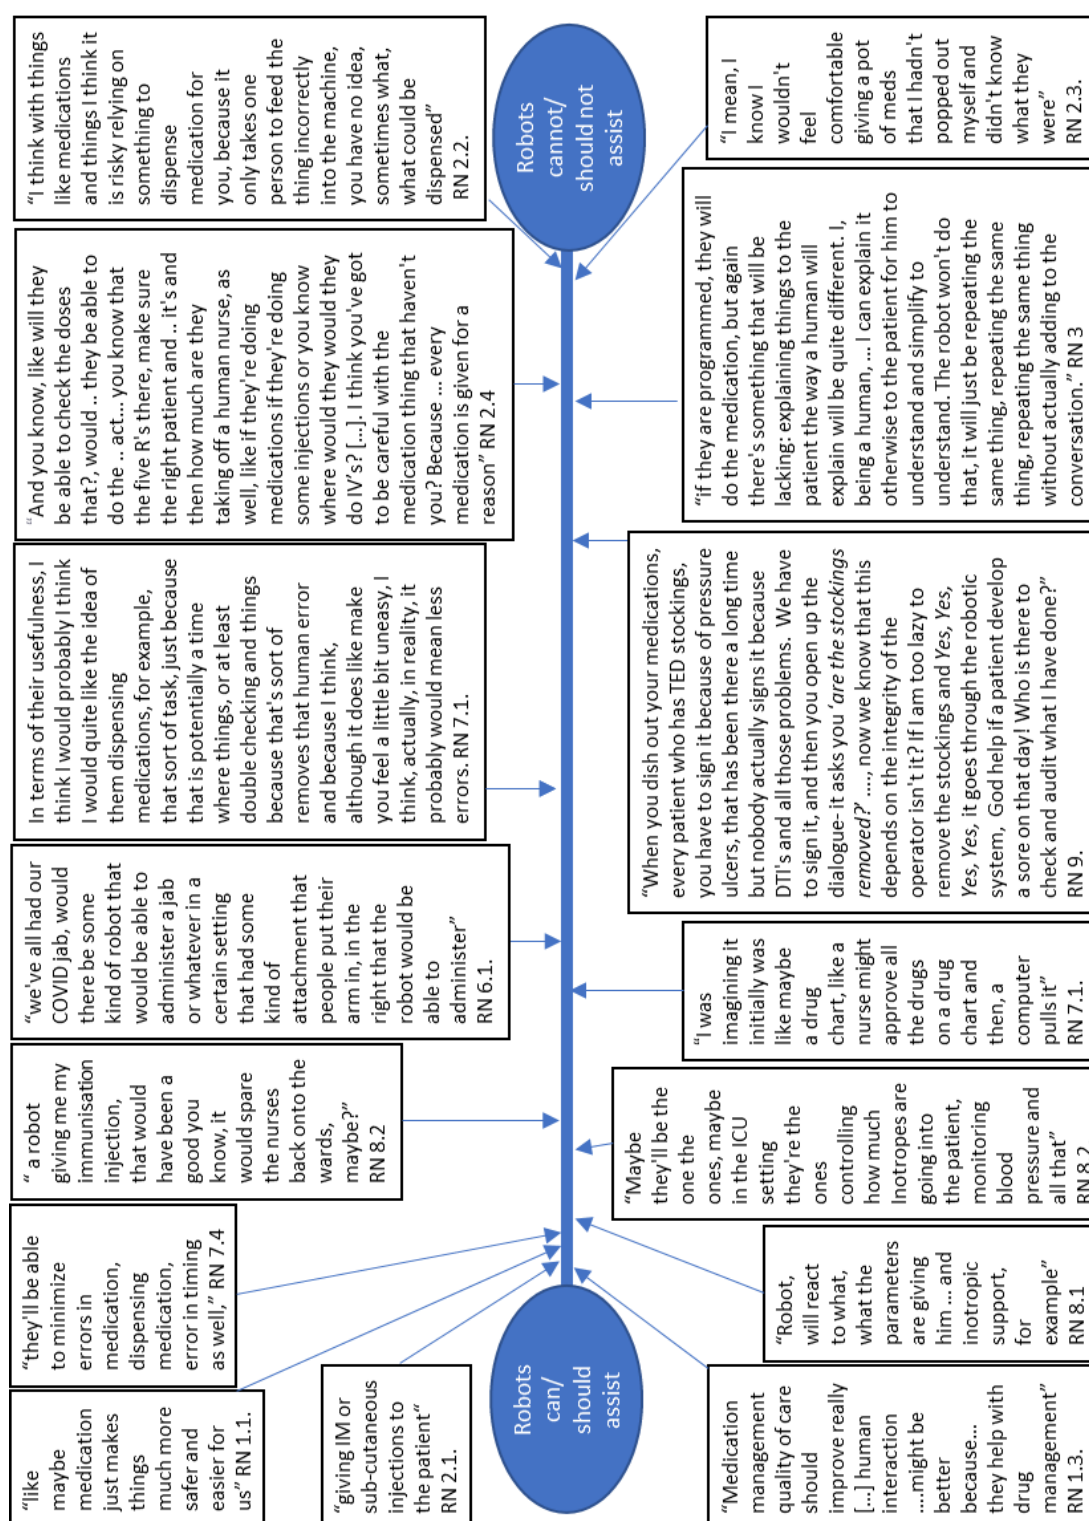 "like
maybe
medication
just makes
things
much more
safer and
easier for
us" RN 1.1.
"they'll be able
to minimize
errors in
medication,
dispensing
medication,
error in timing
as well," RN 7.4
" a robot
giving me my
immunisation
injection,
that would
have been a
good you
know, it
would spare
the nurses
back onto the
wards,
maybe?"
RN 8.2
"we've all had our
COVID jab, would
there be some
kind of robot that
would be able to
administer a jab
or whatever in a
certain setting
that had some
kind of
attachment that
people put their
arm in, in the
right that the
robot would be
able to
administer"
RN 6.1.
In terms of their usefulness, I
think I would probably I think
I would quite like the idea of
them dispensing
medications, for example,
that sort of task, just because
that is potentially a time
where things, or at least
double checking and things
because that's sort of
removes that human error
and because I think,
although it does like make
you feel a little bit uneasy, I
think, actually, in reality, it
probably would mean less
errors. RN 7.1.
"And you know, like will they
be able to check the doses
that?, would .. they be able to
do the .. act... you know that
the five R's there, make sure
the right patient and .. it's and
then how much are they
taking off a human nurse, as
well, like if they're doing
medications if they're doing
some injections or you know
where would they would they
do IV's? [...]. I think you've got
to be careful with the
medication thing that haven't
you? Because ... every
medication is given for a
reason" RN 2.4
"I think with things
like medications
and things I think it
is risky relying on
something to
dispense
medication for
you, because it
only takes one
person to feed the
thing incorrectly
into the machine,
you have no idea,
sometimes what,
what could be
dispensed"
RN 2.2.
"giving IM or
sub-cutaneous
injections to
the patient"
RN 2.1.
Robots
can/
should
assist
Robots
cannot/
should not
assist
"Medication
management
quality of care
should
improve really
[...] human
interaction
....might be
better
because...
they help with
drug
management"
RN 1.3.
"Robot,
will react
to what,
what the
parameters
are giving
him ... and
inotropic
support,
for
example"
RN 8.1
"Maybe
they'll be the
one the
ones, maybe
in the ICU
setting
they're the
ones
controlling
how much
Inotropes are
going into
the patient,
monitoring
blood
pressure and
all that"
RN 8.2
"I was
imagining it
initially was
like maybe
a drug
chart, like a
nurse might
approve all
the drugs
on a drug
chart and
then, a
computer
pulls it"
RN 7.1.
"When you dish out your medications,
every patient who has TED stockings,
you have to sign it because of pressure
ulcers, that has been there a long time
but nobody actually signs it because
DTI's and all those problems. We have
to sign it, and then you open up the
dialogue- it asks you 'are the stockings
removed?' ...., now we know that this
depends on the integrity of the
operator isn't it? If I am too lazy to
remove the stockings and Yes, Yes,
Yes, Yes, it goes through the robotic
system, God help if a patient develop
a sore on that day! Who is there to
check and audit what I have done?"
RN 9.
"if they are programmed, they will
do the medication, but again
there's something that will be
lacking: explaining things to the
patient the way a human will
explain will be quite different. I,
being a human, ... I can explain it
otherwise to the patient for him to
understand and simplify to
understand. The robot won't do
that, it will just be repeating the
same thing, repeating the same
thing, repeating the same thing
without actually adding to the
conversation." RN 3
"I mean, I
know I
wouldn't
feel
comfortable
giving a pot
of meds
that I hadn't
popped out
myself and
didn't know
what they
were"
RN 2.3.